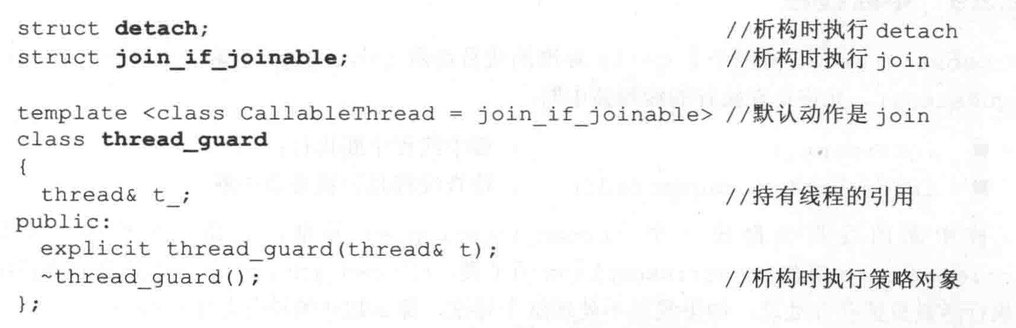 struct detach; //析构时执行 detach
struct join_if_joinable; //析构时执行 join
template <class CallableThread = join_if_joinable> //默认动作是 join
class thread_guard
{
thread& t_; //持有线程的引用
public:
explicit thread_guard(thread& t);
~thread_guard(); //析构时执行策略对象
};